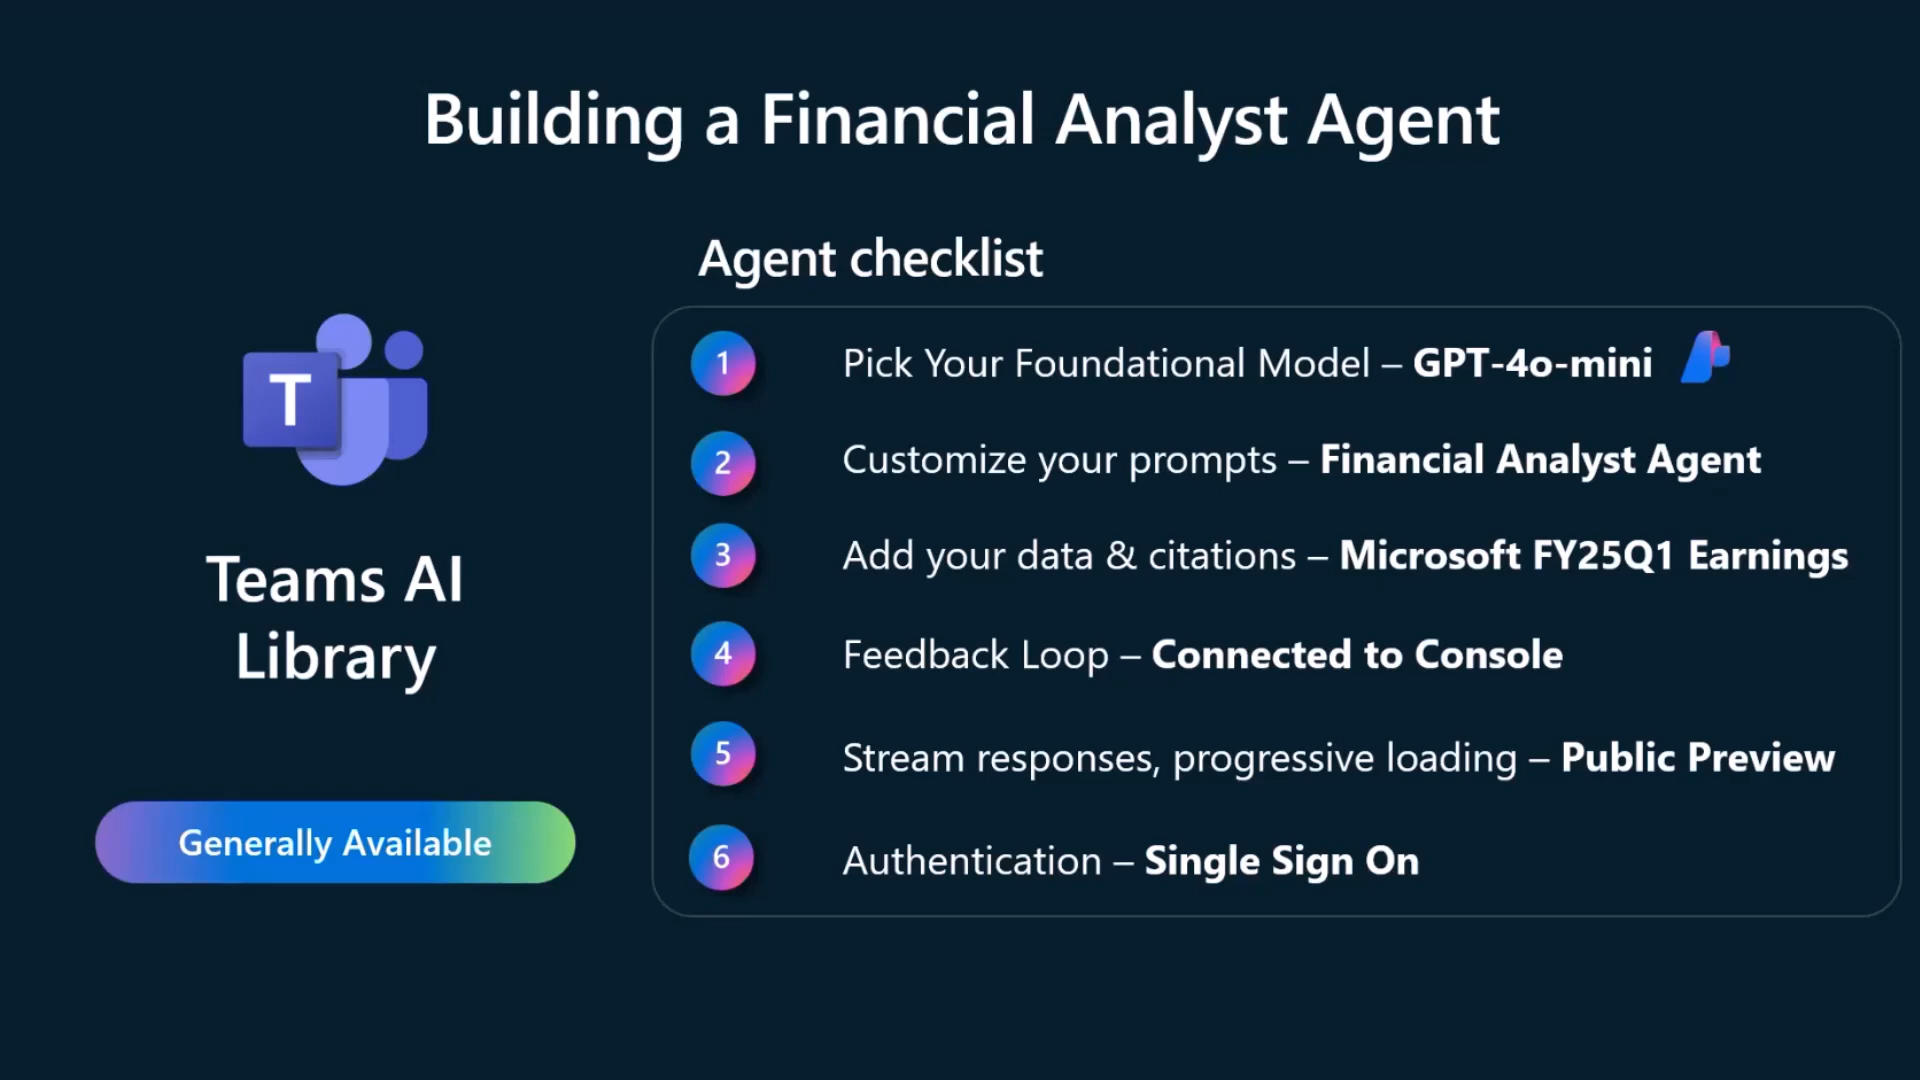 Building a Financial Analyst Agent
Agent checklist
T
Teams AI
Library
Generally Available
1 Pick Your Foundational Model – GPT-4o-mini
2 Customize your prompts – Financial Analyst Agent
3 Add your data & citations – Microsoft FY25Q1 Earnings
4 Feedback Loop – Connected to Console
5 Stream responses, progressive loading – Public Preview
6 Authentication – Single Sign On